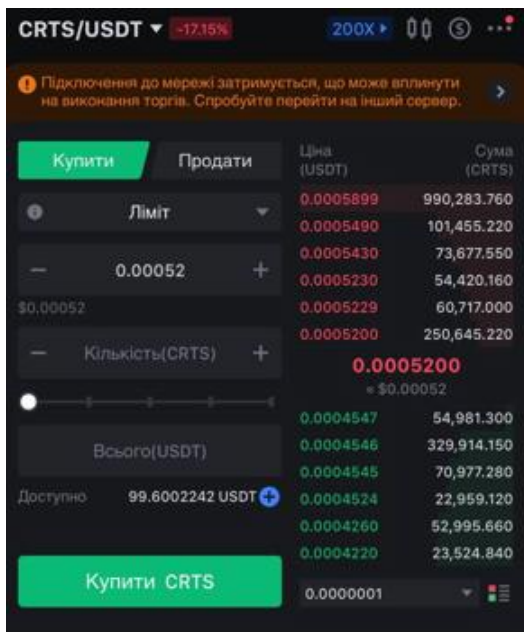 CRTS/USDT -17.15% 200X
Підключення до мережі затримується, що може вплинути
на виконання торгів. Спробуйте перейти на інший сервер.
Купити Продати
Ліміт
0.00052
$0.00052
Кількість(CRTS)
Всього(USDT)
Доступно 99.6002242 USDT
Купити CRTS
Ціна Сума
(USDT) (CRTS)
0.0005899 990,283.760
0.0005490 101,455.220
0.0005430 73,677.550
0.0005230 54,420.160
0.0005229 60,717.000
0.0005200 250,645.220
0.0005200
≈ $0.00052
0.0004547 54,981.300
0.0004546 329,914.150
0.0004545 70,977.280
0.0004524 22,959.120
0.0004260 52,995.660
0.0004220 23,524.840
0.0000001